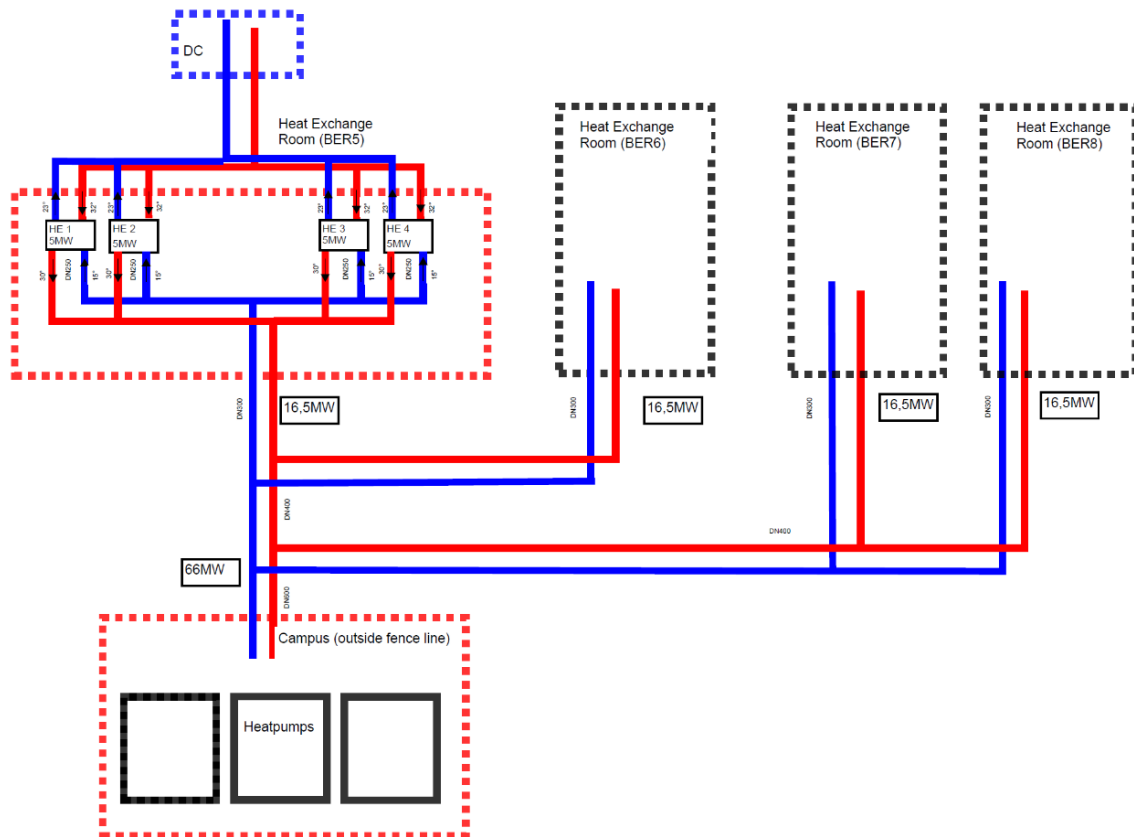 DC
Heat Exchange
Room (BER5)
Heat Exchange
Room (BER6)
Heat Exchange
Room (BER7)
Heat Exchange
Room (BER8)
23°
32°
23°
32°
23°
32°
23°
32°
HE 1
5MW
HE 2
5MW
HE 3
5MW
HE 4
5MW
30°
DN250
15°
30°
DN250
15°
30°
DN250
15°
30°
DN250
15°
DN300
16,5MW
DN300
16,5MW
DN300
16,5MW
DN300
16,5MW
DN400
DN400
66MW
DN600
Campus (outside fence line)
Heatpumps